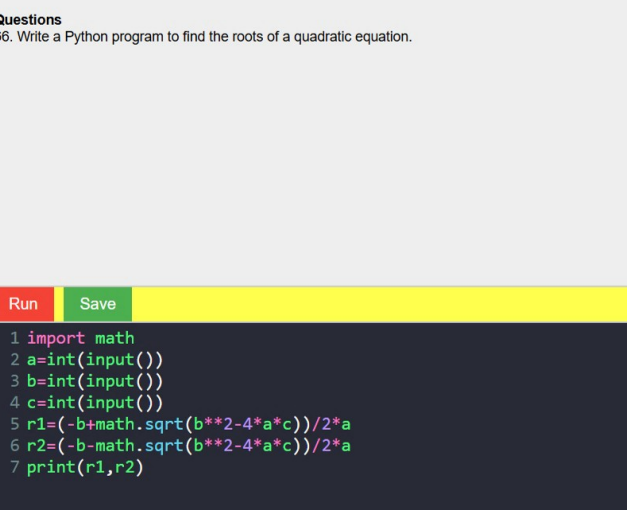 Questions
66. Write a Python program to find the roots of a quadratic equation.
Run Save
1 import math
2 a=int(input())
3 b=int(input())
4 c=int(input())
5 r1=(-b+math.sqrt(b**2-4*a*c))/2*a
6 r2=(-b-math.sqrt(b**2-4*a*c))/2*a
7 print(r1,r2)